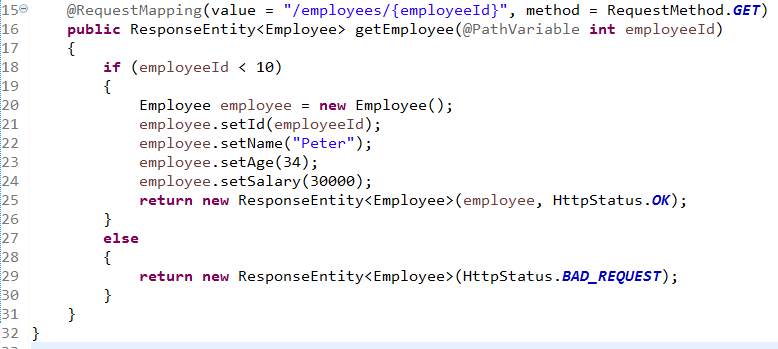 15 @RequestMapping(value = "/employees/{employeeId}", method = RequestMethod.GET)
16 public ResponseEntity<Employee> getEmployee(@PathVariable int employeeId)
17 {
18 if (employeeId < 10)
19 {
20 Employee employee = new Employee();
21 employee.setId(employeeId);
22 employee.setName("Peter");
23 employee.setAge(34);
24 employee.setSalary(30000);
25 return new ResponseEntity<Employee>(employee, HttpStatus.OK);
26 }
27 else
28 {
29 return new ResponseEntity<Employee>(HttpStatus.BAD_REQUEST);
30 }
31 }
32 }